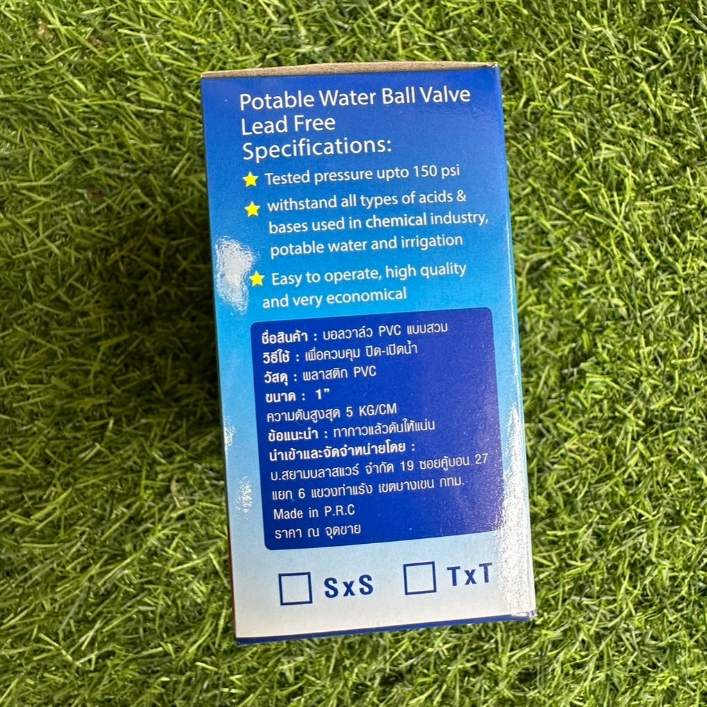 Potable Water Ball Valve
Lead Free
Specifications:
Tested pressure upto 150 psi
withstand all types of acids &
bases used in chemical industry,
potable water and irrigation
Easy to operate, high quality
and very economical
ชื่อสินค้า : บอลวาล์ว PVC แบบสวม
วิธีใช้ : เพื่อควบคุม ปิด-เปิดน้ำ
วัสดุ : พลาสติก PVC
ขนาด : 1"
ความดันสูงสุด 5 KG/CM
ข้อแนะนำ : ทากาวแล้วดันให้แน่น
นำเข้าและจัดจำหน่ายโดย :
บ.สยามบลาสแวร์ จำกัด 19 ซอยคู้บอน 27
แยก 6 แขวงท่าแร้ง เขตบางเขน กทม.
Made in P.R.C
ราคา ณ จุดขาย
SxS TxT